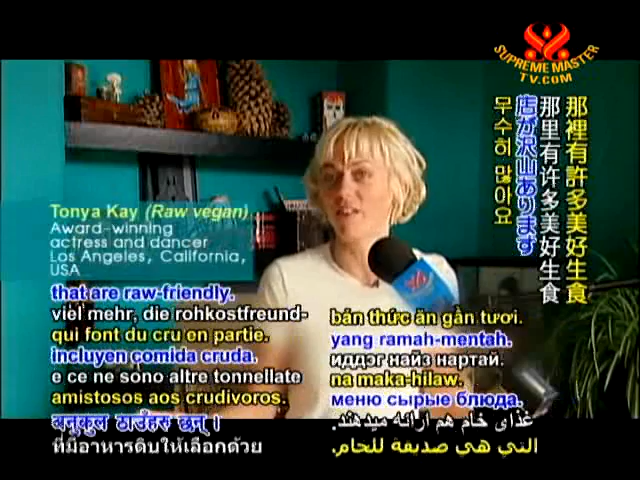 SUPREME MASTER
TV.COM
那裡有許多美好生食
那里有许多美好生食
店が沢山あります
무수히 많아요
Tonya Kay (Raw vegan)
Award-winning
actress and dancer
Los Angeles, California,
USA
that are raw-friendly.
viel mehr, die rohkostfreund-
qui font du cru en partie.
incluyen comida cruda.
e ce ne sono altre tonnellate
amistosos aos crudivoros.
अनुकुल ठाउँहरु छन् ।
ที่มีอาหารดิบให้เลือกด้วย
bán thức ăn gần tươi.
yang ramah-mentah.
иддэг найз нартай.
na maka-hilaw.
меню сырые блюда.
غذای خام هم ارائه میدهند.
التي هي صديقة للخام.